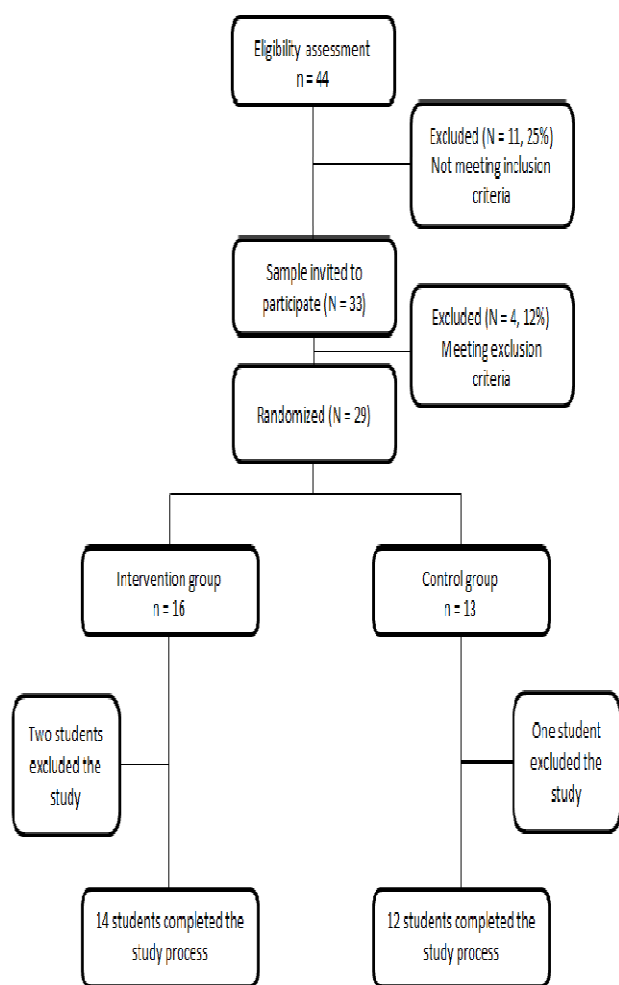 Eligibility assessment
n = 44
Excluded (N = 11, 25%)
Not meeting inclusion
criteria
Sample invited to
participate (N = 33)
Excluded (N = 4, 12%)
Meeting exclusion
criteria
Randomized (N = 29)
Intervention group
n = 16
Control group
n = 13
Two students
excluded the
study
One student
excluded the
study
14 students completed the
study process
12 students completed the
study process